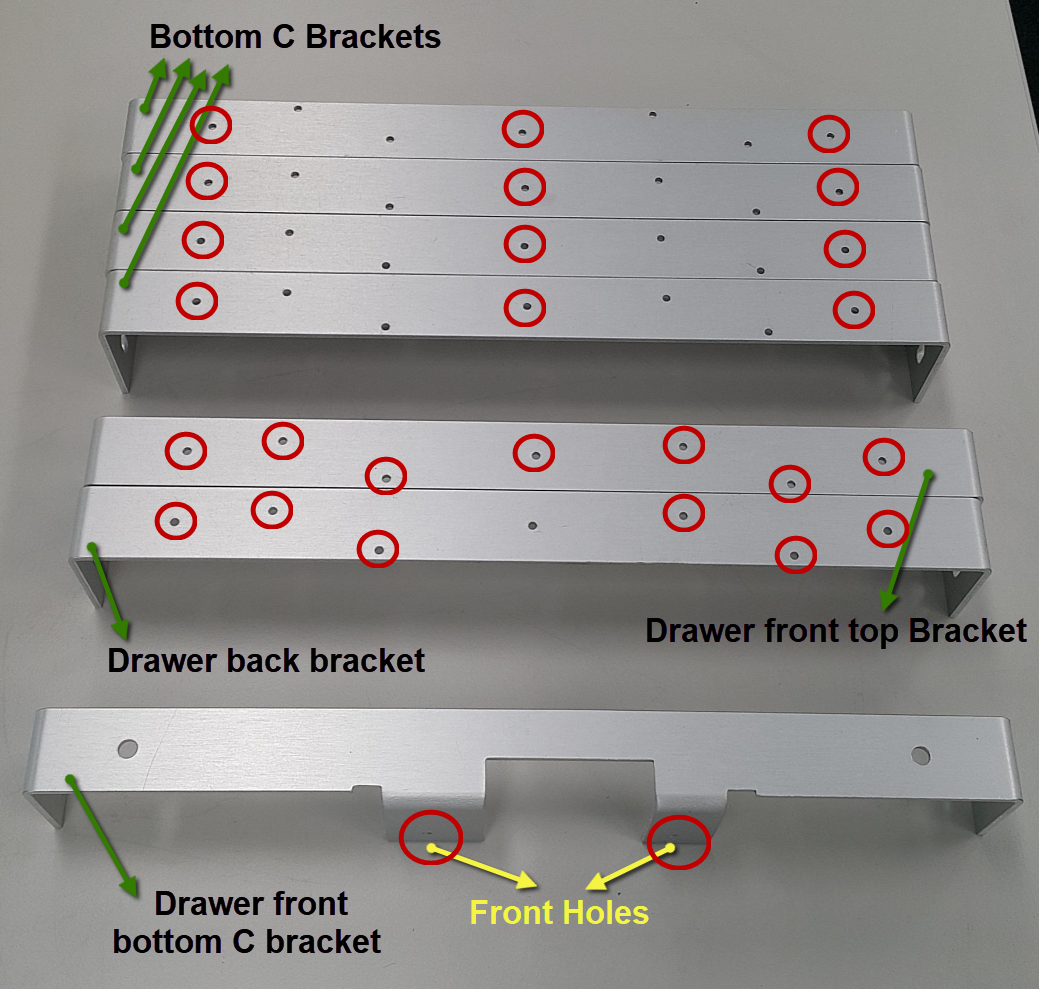 Bottom C Brackets
Drawer front top Bracket
Drawer back bracket
Drawer front
bottom C bracket
Front Holes